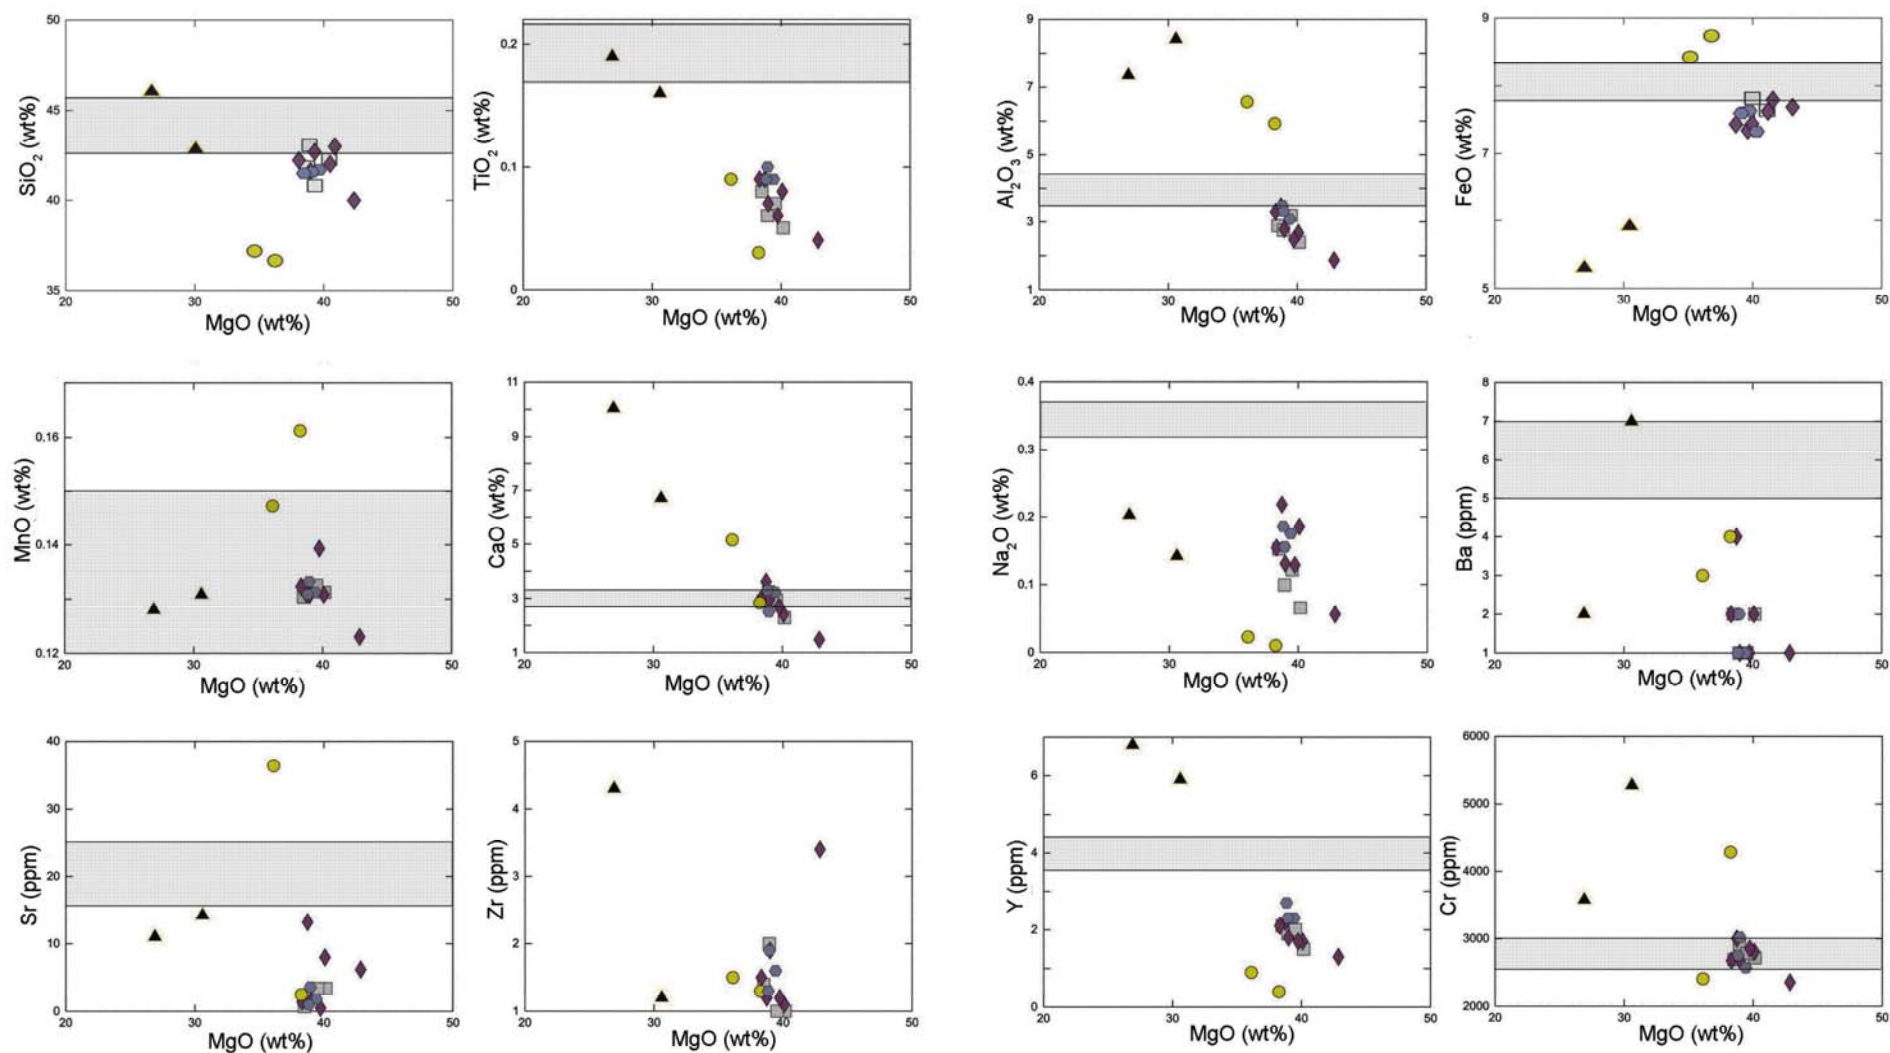 50
45
40
35
SiO2 (wt%)
20 30 40 50
MgO (wt%)
0.2
0.1
0
TiO2 (wt%)
20 30 40 50
MgO (wt%)
9
7
5
3
1
Al2O3 (wt%)
20 30 40 50
MgO (wt%)
9
7
5
FeO (wt%)
20 30 40 50
MgO (wt%)
0.16
0.14
0.12
MnO (wt%)
20 30 40 50
MgO (wt%)
11
9
7
5
3
1
CaO (wt%)
20 30 40 50
MgO (wt%)
0.4
0.3
0.2
0.1
0
Na2O (wt%)
20 30 40 50
MgO (wt%)
8
7
6
5
4
3
2
1
Ba (ppm)
20 30 40 50
MgO (wt%)
40
30
20
10
0
Sr (ppm)
20 30 40 50
MgO (wt%)
5
4
3
2
1
Zr (ppm)
20 30 40 50
MgO (wt%)
6
4
2
0
Y (ppm)
20 30 40 50
MgO (wt%)
6000
5000
4000
3000
2000
Cr (ppm)
20 30 40 50
MgO (wt%)